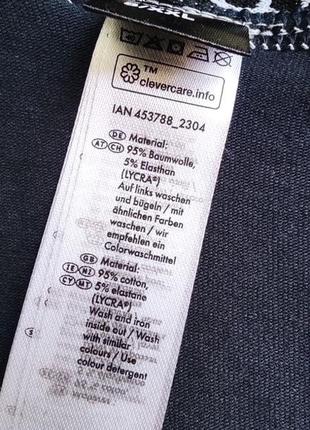 XXL
TM
clevercare.info
IAN 453788_2304
DE Material:
AT CH 95% Baumwolle,
5% Elasthan
(LYCRA®)
Auf links waschen
und bügeln / mit
ähnlichen Farben
waschen / wir
empfehlen ein
Colorwaschmittel
GB Material:
IE NI 95% cotton,
CY MT 5% elastane
(LYCRA®)
Wash and iron
inside out / Wash
with similar
colours / Use
colour detergent